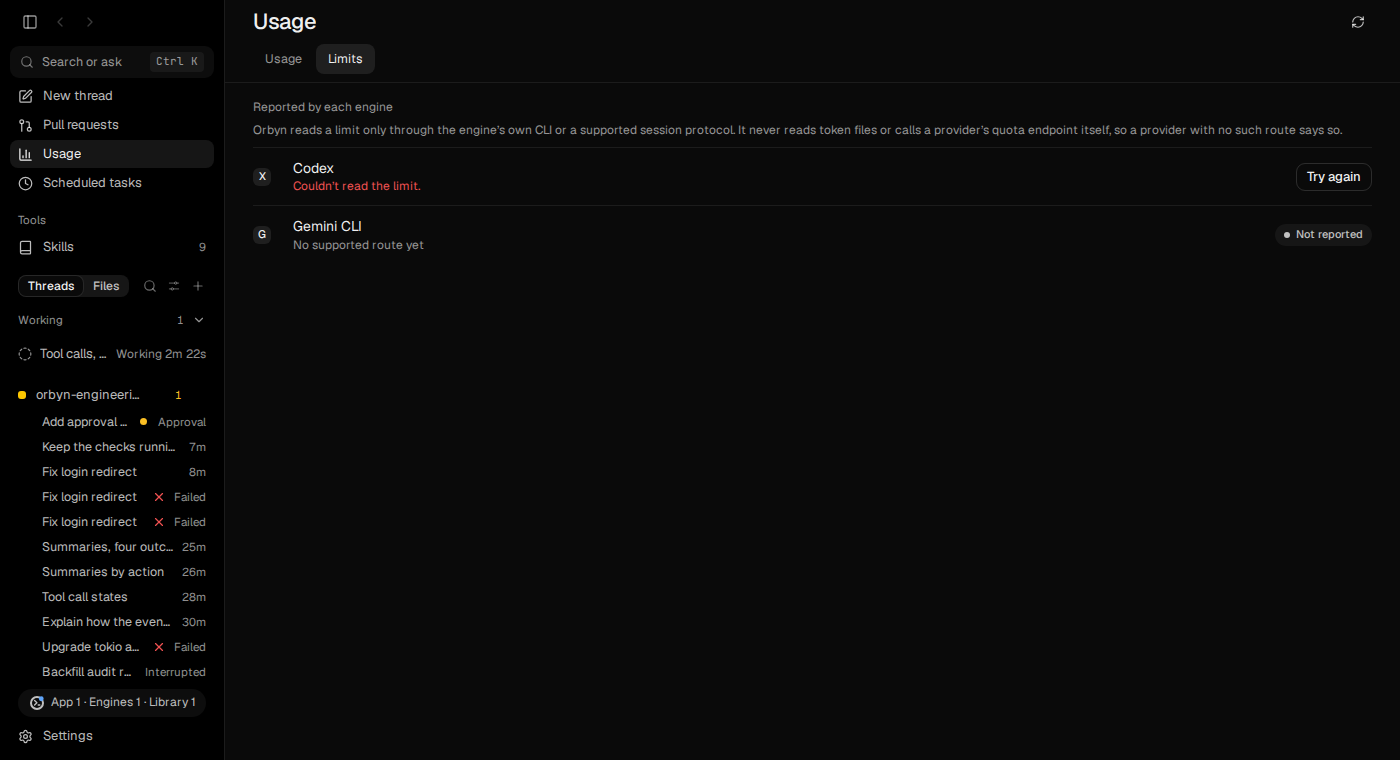 Search or ask Ctrl K
New thread
Pull requests
Usage
Scheduled tasks
Tools
Skills 9
Threads Files
Working 1
Tool calls, ... Working 2m 22s
orbyn-engineeri... 1
Add approval ... Approval
Keep the checks runni... 7m
Fix login redirect 8m
Fix login redirect Failed
Fix login redirect Failed
Summaries, four outc... 25m
Summaries by action 26m
Tool call states 28m
Explain how the even... 30m
Upgrade tokio a... Failed
Backfill audit r... Interrupted
App 1 · Engines 1 · Library 1
Settings
Usage
Usage Limits
Reported by each engine
Orbyn reads a limit only through the engine's own CLI or a supported session protocol. It never reads token files or calls a provider's quota endpoint itself, so a provider with no such route says so.
X Codex
Couldn't read the limit.
Try again
G Gemini CLI
No supported route yet
Not reported